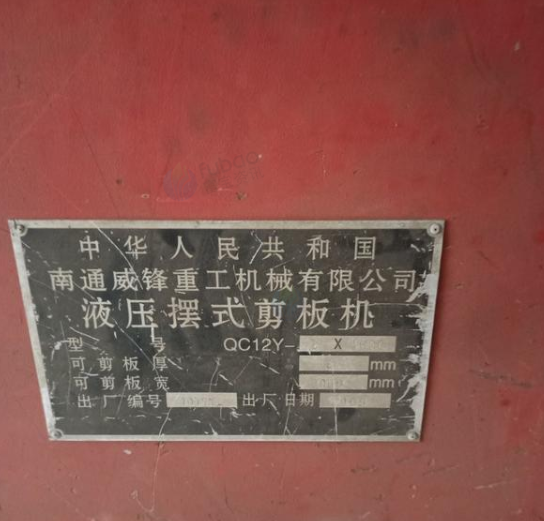 中华人民共和国
南通威锋重工机械有限公司
液压摆式剪板机
型号 QC12Y- X
可剪板厚 mm
可剪板宽 mm
出厂编号 出厂日期